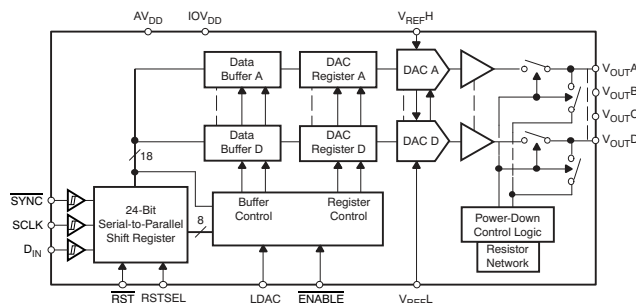 AVDD IOVDD VREFH
Data Buffer A
DAC Register A
DAC A
VOUTA
VOUTB
VOUTC
VOUTD
Data Buffer D
DAC Register D
DAC D
18
SYNC
SCLK
DIN
24-Bit
Serial-to-Parallel
Shift Register
8
Buffer
Control
Register
Control
Power-Down
Control Logic
Resistor
Network
RST RSTSEL LDAC ENABLE VREFL